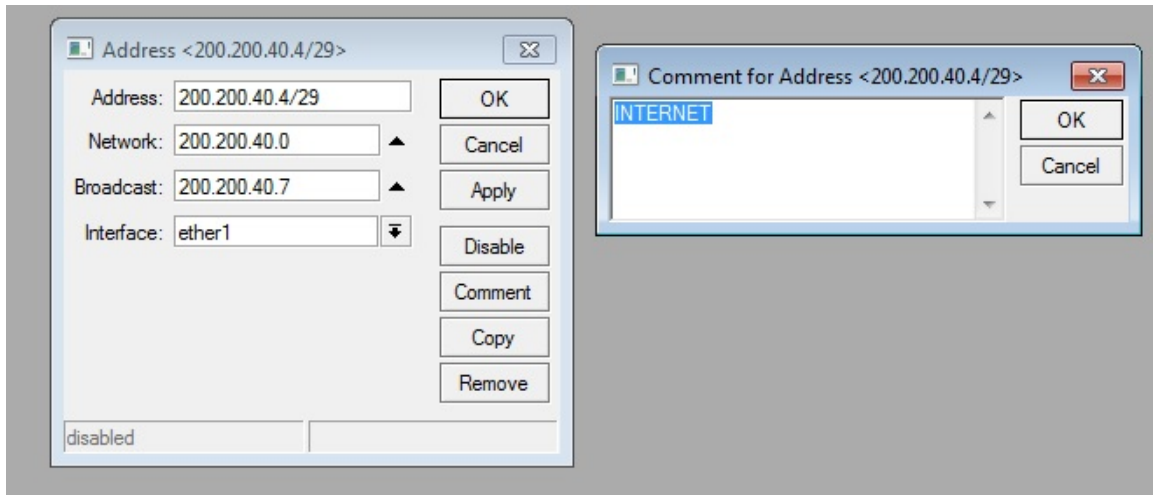 Address <200.200.40.4/29>
Address: 200.200.40.4/29
Network: 200.200.40.0
Broadcast: 200.200.40.7
Interface: ether1
OK
Cancel
Apply
Disable
Comment
Copy
Remove
disabled
Comment for Address <200.200.40.4/29>
INTERNET
OK
Cancel